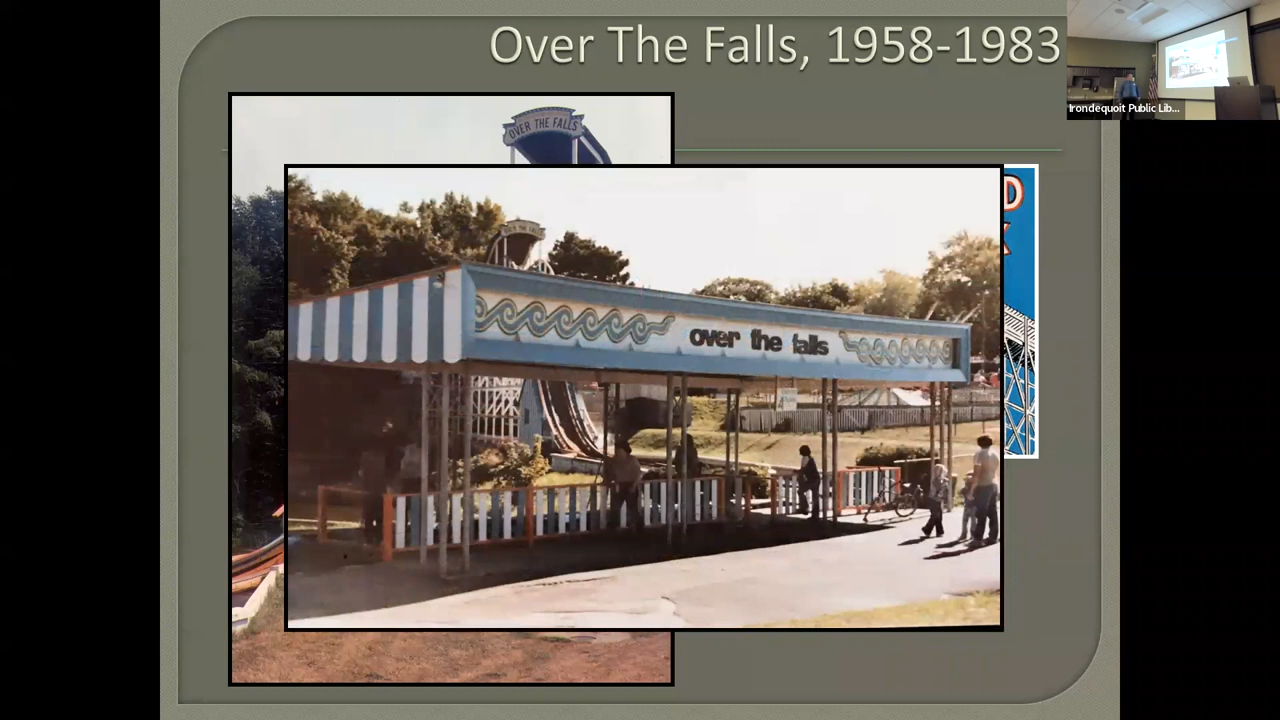 Over The Falls, 1958-1983
Irondequoit Public Lib...
OVER THE FALLS
D
K
over the falls